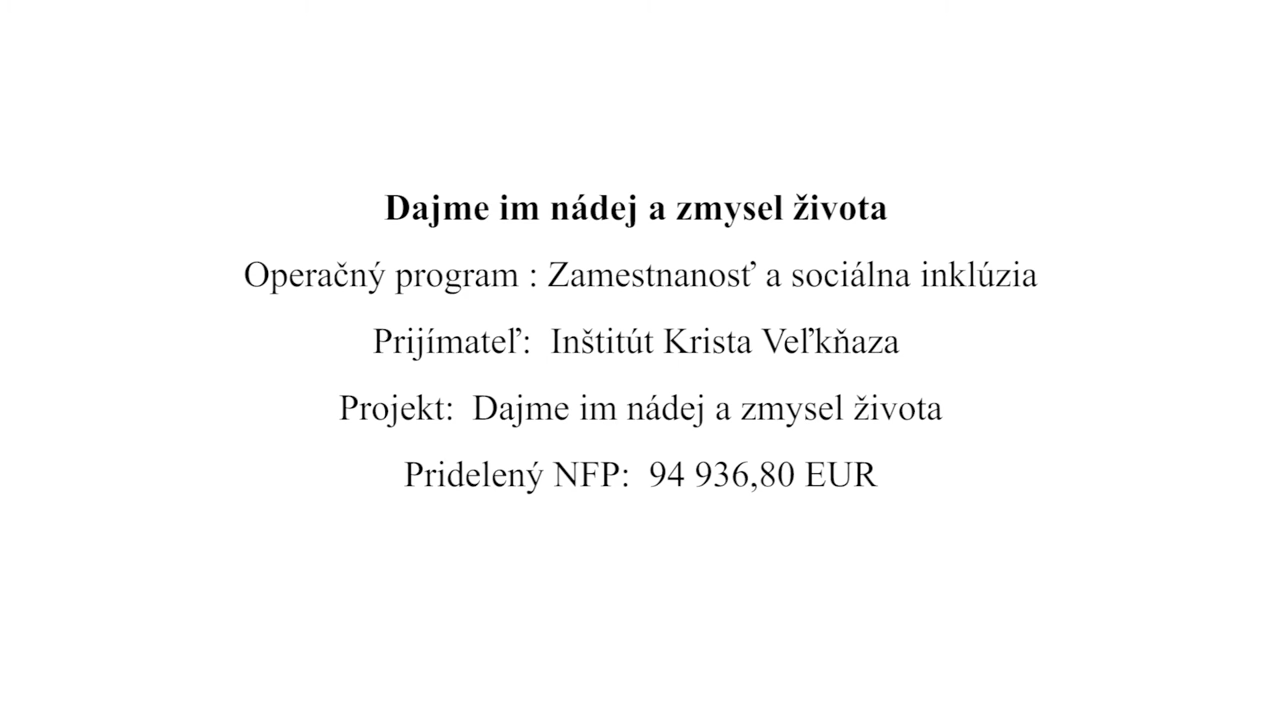 Dajme im nádej a zmysel života
Operačný program : Zamestnanosť a sociálna inklúzia
Prijímateľ:  Inštitút Krista Veľkňaza
Projekt:  Dajme im nádej a zmysel života
Pridelený NFP:  94 936,80 EUR